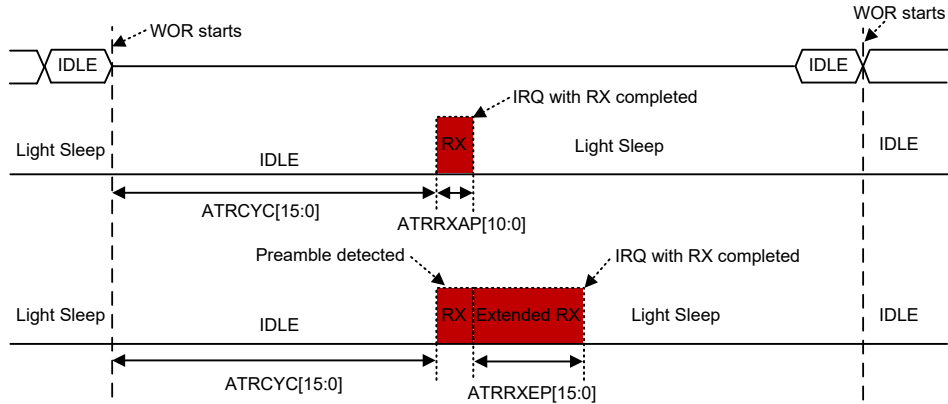 WOR starts
WOR starts
IDLE
IDLE
IRQ with RX completed
Light Sleep
IDLE
RX
Light Sleep
IDLE
ATRCYC[15:0]
ATRRXAP[10:0]
Preamble detected
IRQ with RX completed
Light Sleep
IDLE
RX
Extended RX
Light Sleep
IDLE
ATRCYC[15:0]
ATRRXEP[15:0]